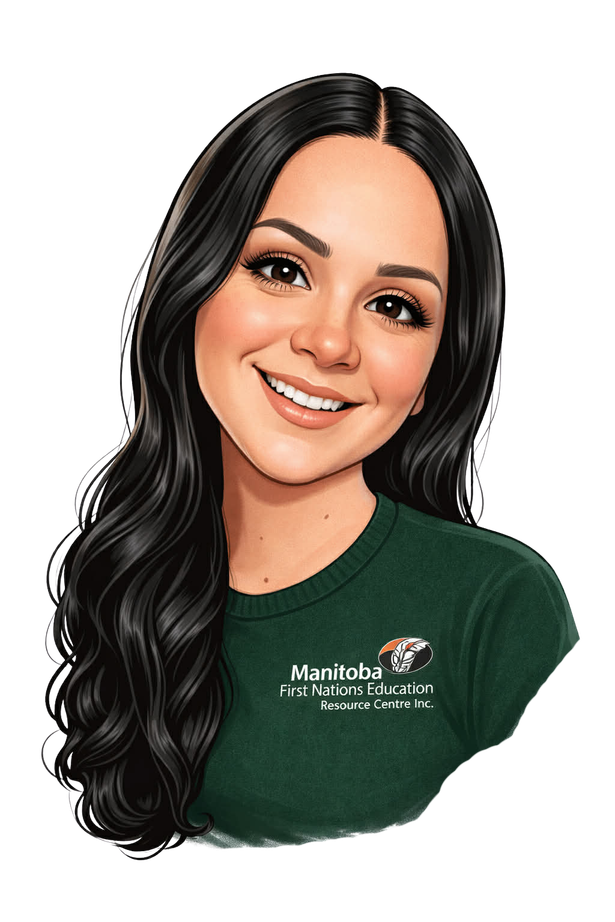 Manitoba
First Nations Education
Resource Centre Inc.